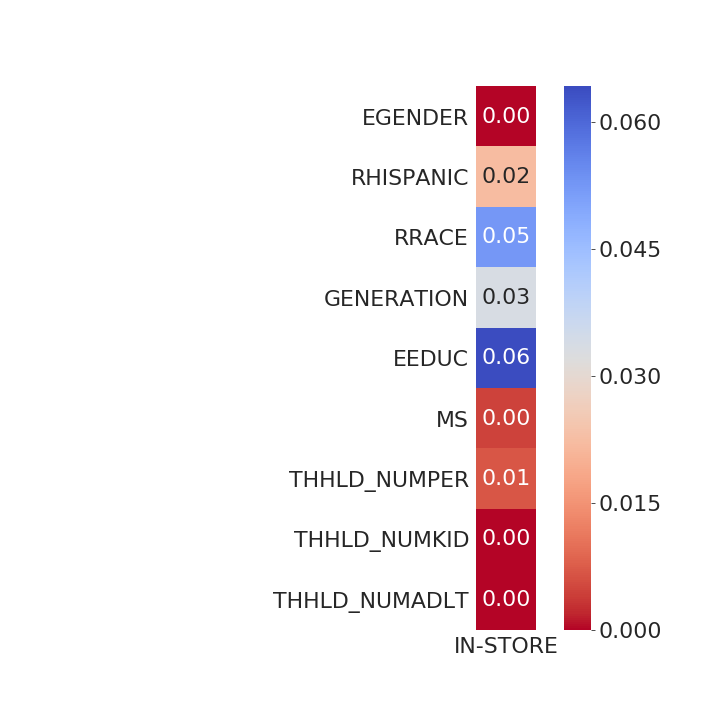 EGENDER 0.00
RHISPANIC 0.02
RRACE 0.05
GENERATION 0.03
EEDUC 0.06
MS 0.00
THHLD_NUMPER 0.01
THHLD_NUMKID 0.00
THHLD_NUMADLT 0.00
IN-STORE
0.060
0.045
0.030
0.015
0.000